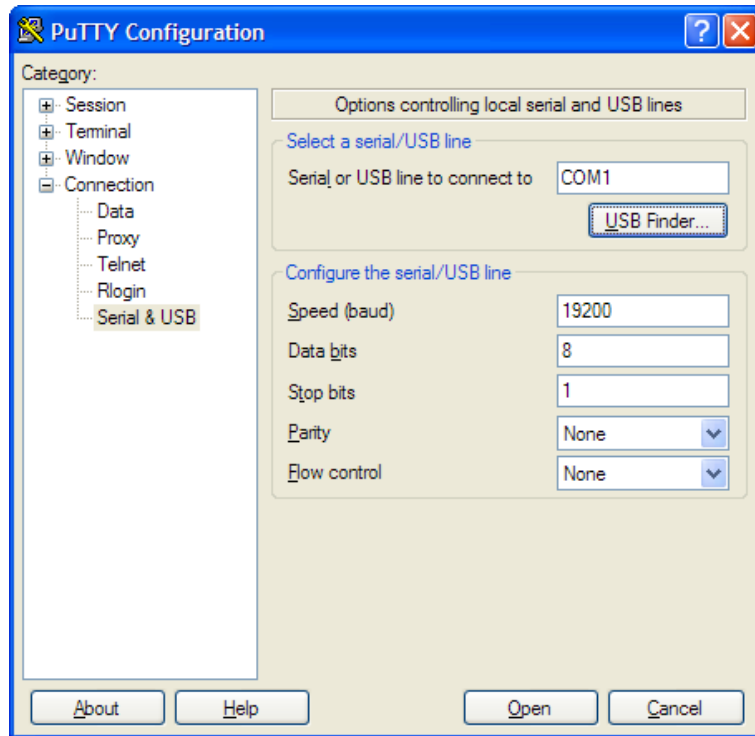 PuTTY Configuration
Category:
Session
Terminal
Window
Connection
Data
Proxy
Telnet
Rlogin
Serial & USB
Options controlling local serial and USB lines
Select a serial/USB line
Serial or USB line to connect to COM1
USB Finder...
Configure the serial/USB line
Speed (baud) 19200
Data bits 8
Stop bits 1
Parity None
Flow control None
About Help Open Cancel